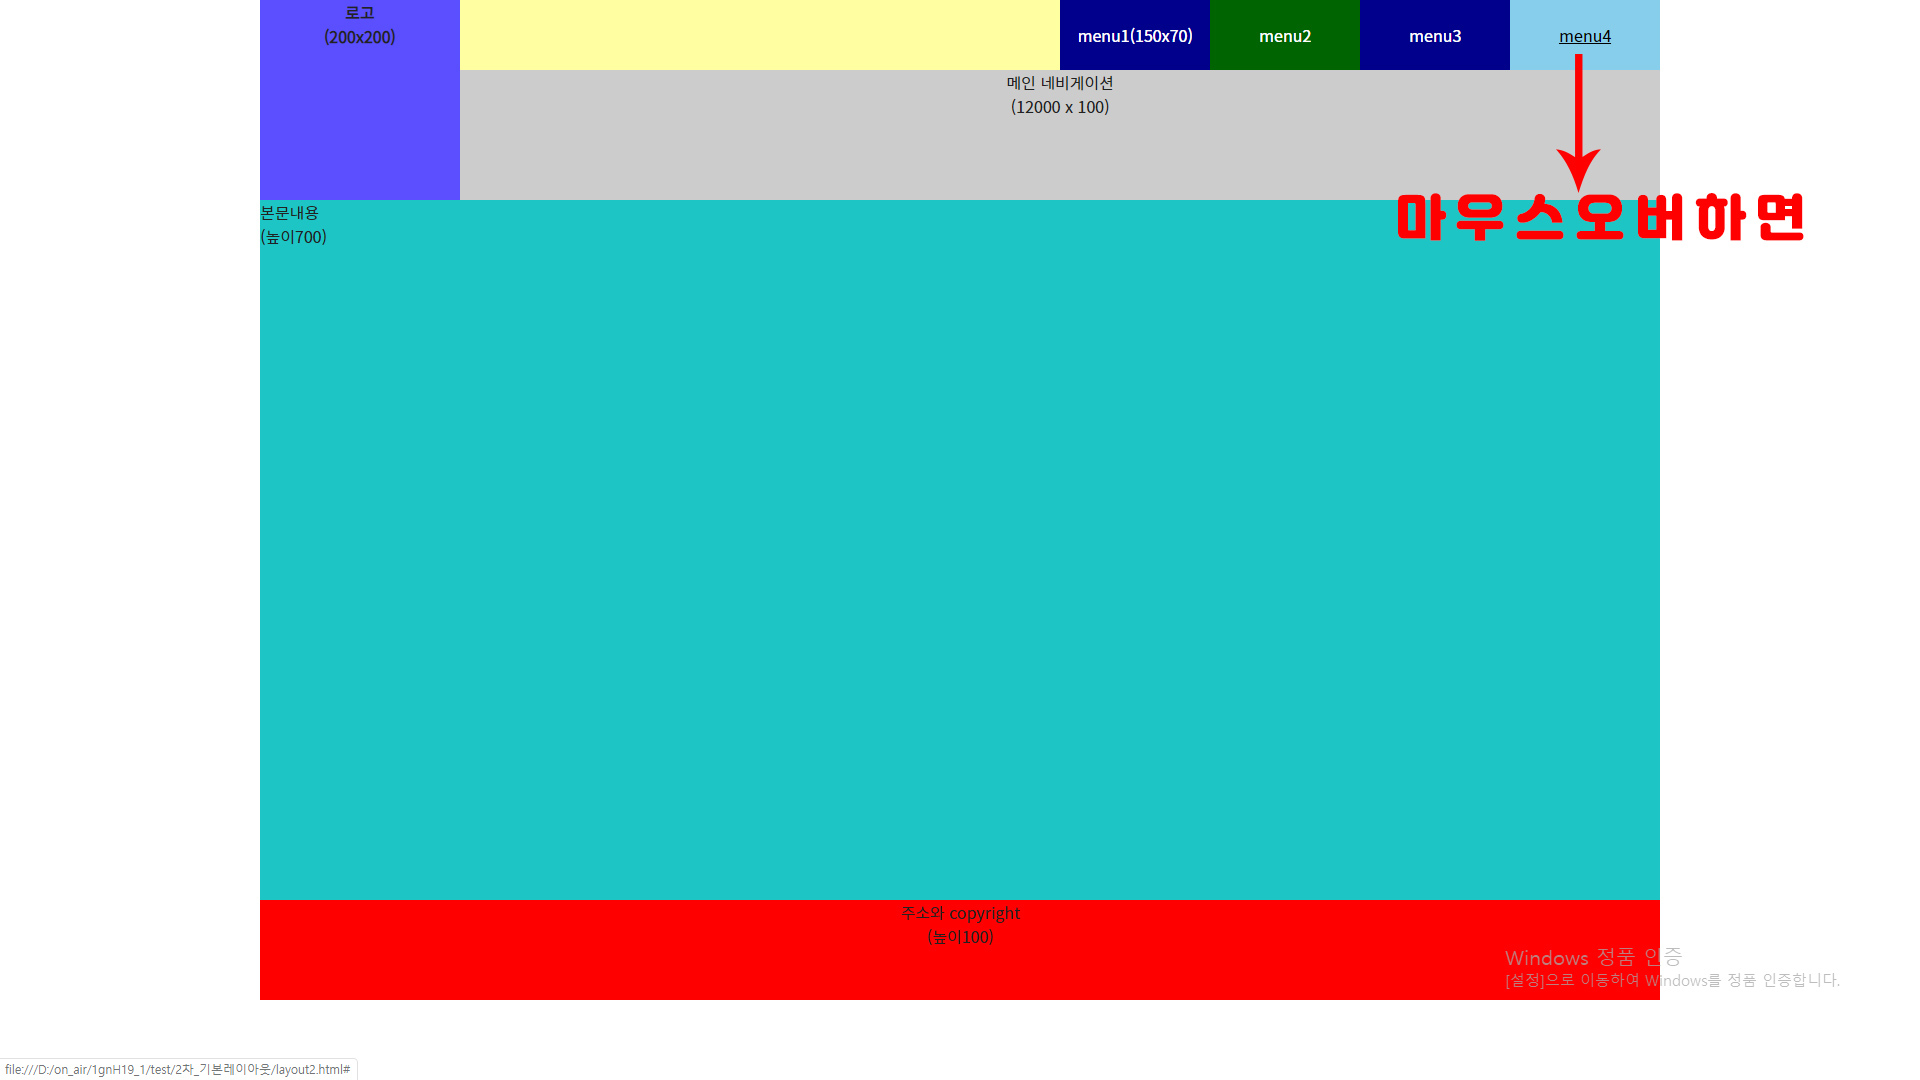 로고
(200x200)
menu1(150x70)
menu2
menu3
menu4
메인 네비게이션
(12000 x 100)
마우스오버하면
본문내용
(높이700)
주소와 copyright
(높이100)
Windows 정품 인증
[설정]으로 이동하여 Windows를 정품 인증합니다.
file:///D:/on_air/1gnH19_1/test/2차_기본레이아웃/layout2.html#